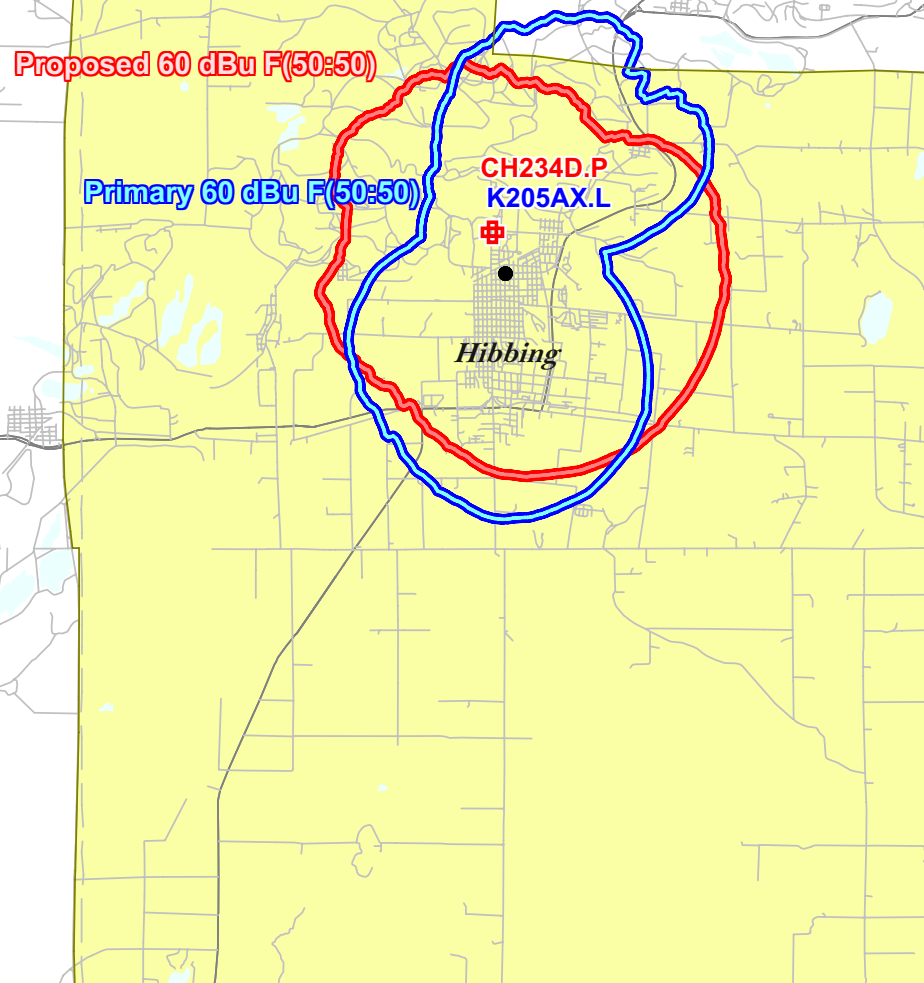 Proposed 60 dBu F(50:50)
CH234D.P
Primary 60 dBu F(50:50)
K205AX.L
Hibbing